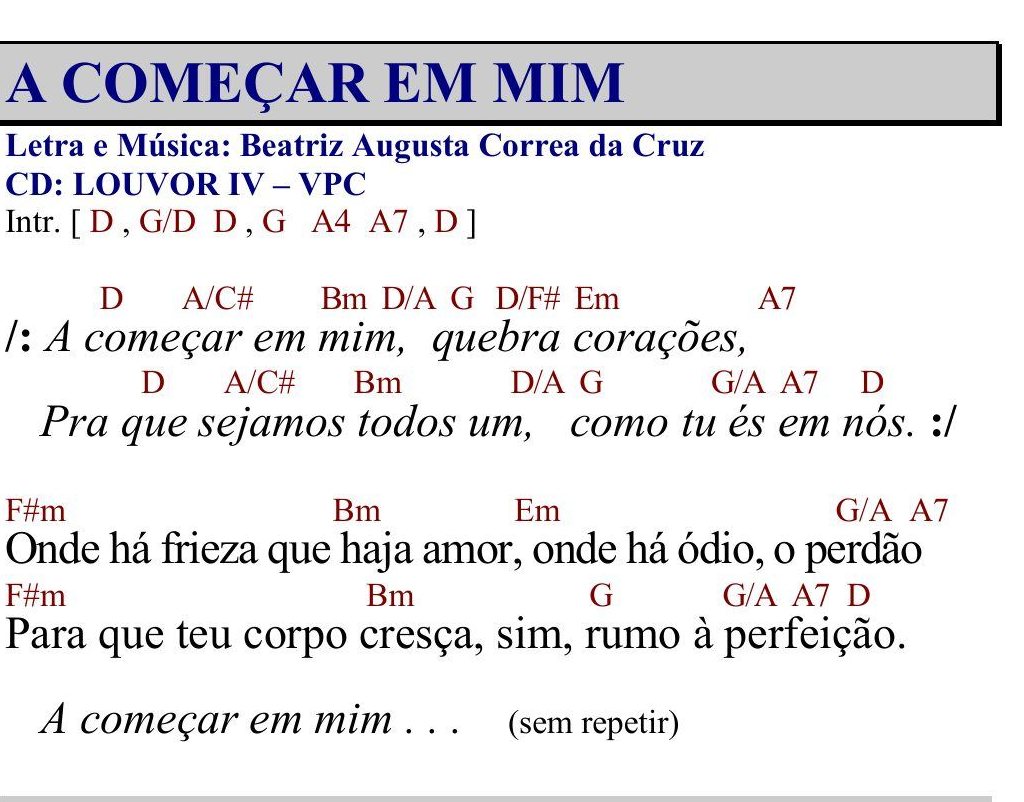 A COMEÇAR EM MIM
Letra e Música: Beatriz Augusta Correa da Cruz
CD: LOUVOR IV – VPC
Intr. [ D , G/D D , G A4 A7 , D ]
D A/C# Bm D/A G D/F# Em A7
/: A começar em mim, quebra corações,
D A/C# Bm D/A G G/A A7 D
Pra que sejamos todos um, como tu és em nós. :/
F#m Bm Em G/A A7
Onde há frieza que haja amor, onde há ódio, o perdão
F#m Bm G G/A A7 D
Para que teu corpo cresça, sim, rumo à perfeição.
A começar em mim . . . (sem repetir)